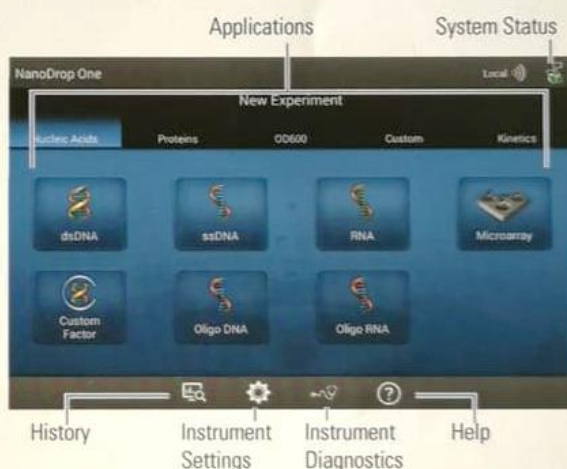 Applications
System Status
NanoDrop One
Local
New Experiment
Nucleic Acids
Proteins
OD600
Custom
Kinetics
dsDNA
ssDNA
RNA
Microarray
Custom
Factor
Oligo DNA
Oligo RNA
?
History
Instrument
Settings
Instrument
Diagnostics
Help